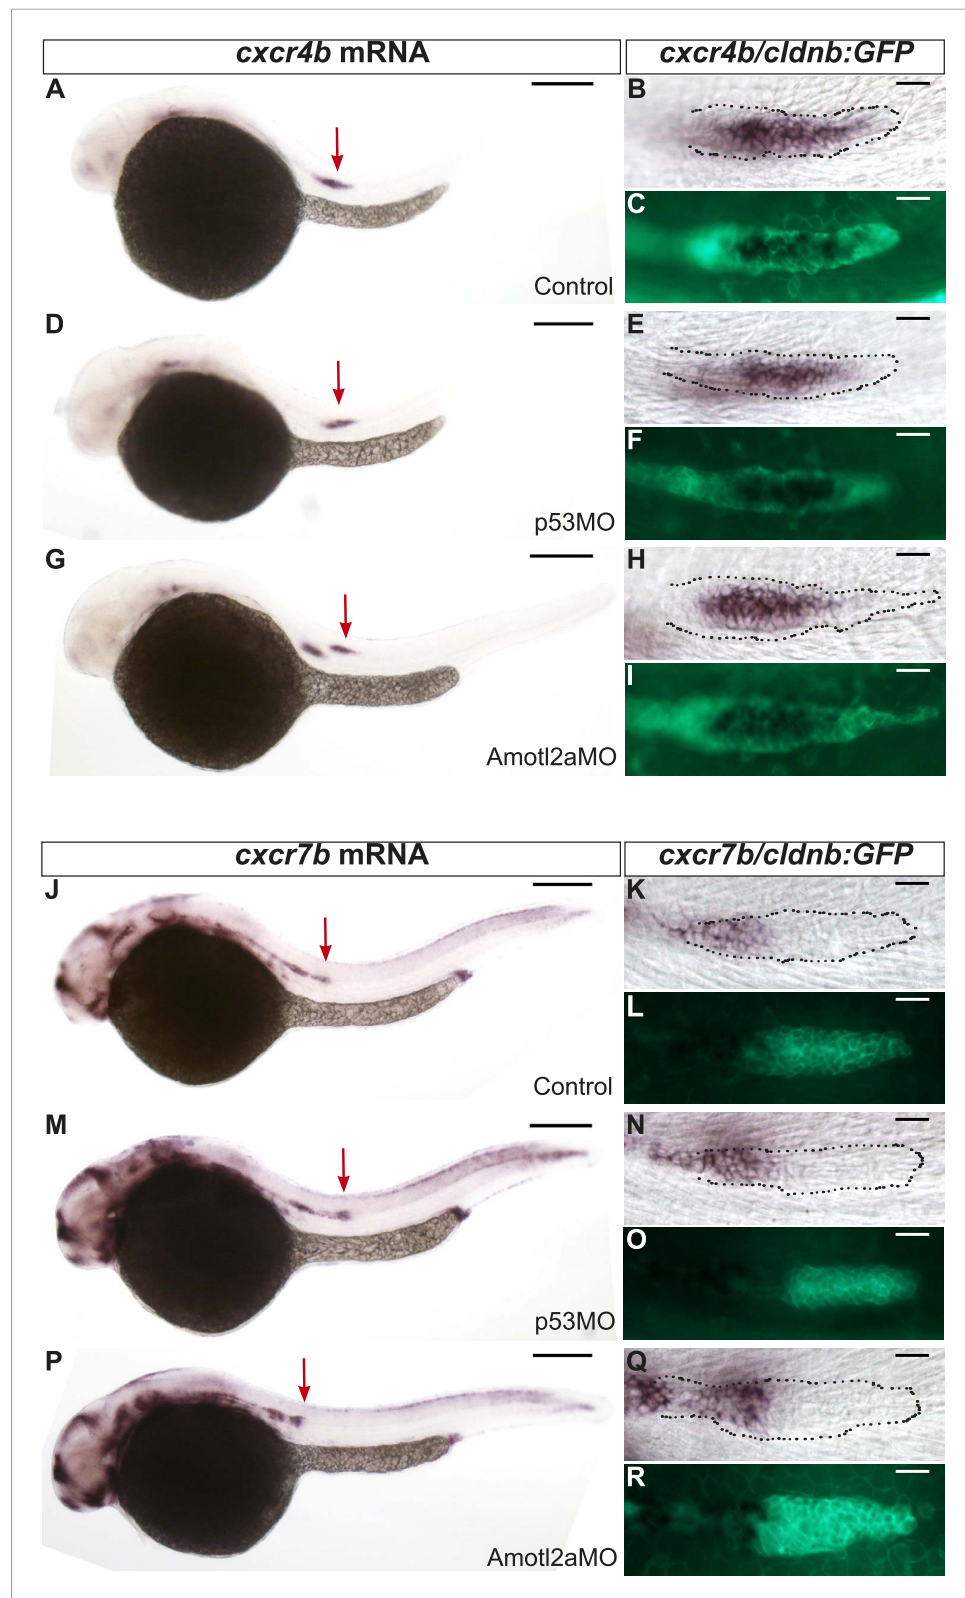 cxcr4b mRNA
cxcr4b/cldnb:GFP
A
Control
B
C
D
p53MO
E
F
G
Amotl2aMO
H
I
cxcr7b mRNA
cxcr7b/cldnb:GFP
J
Control
K
L
M
p53MO
N
O
P
Amotl2aMO
Q
R